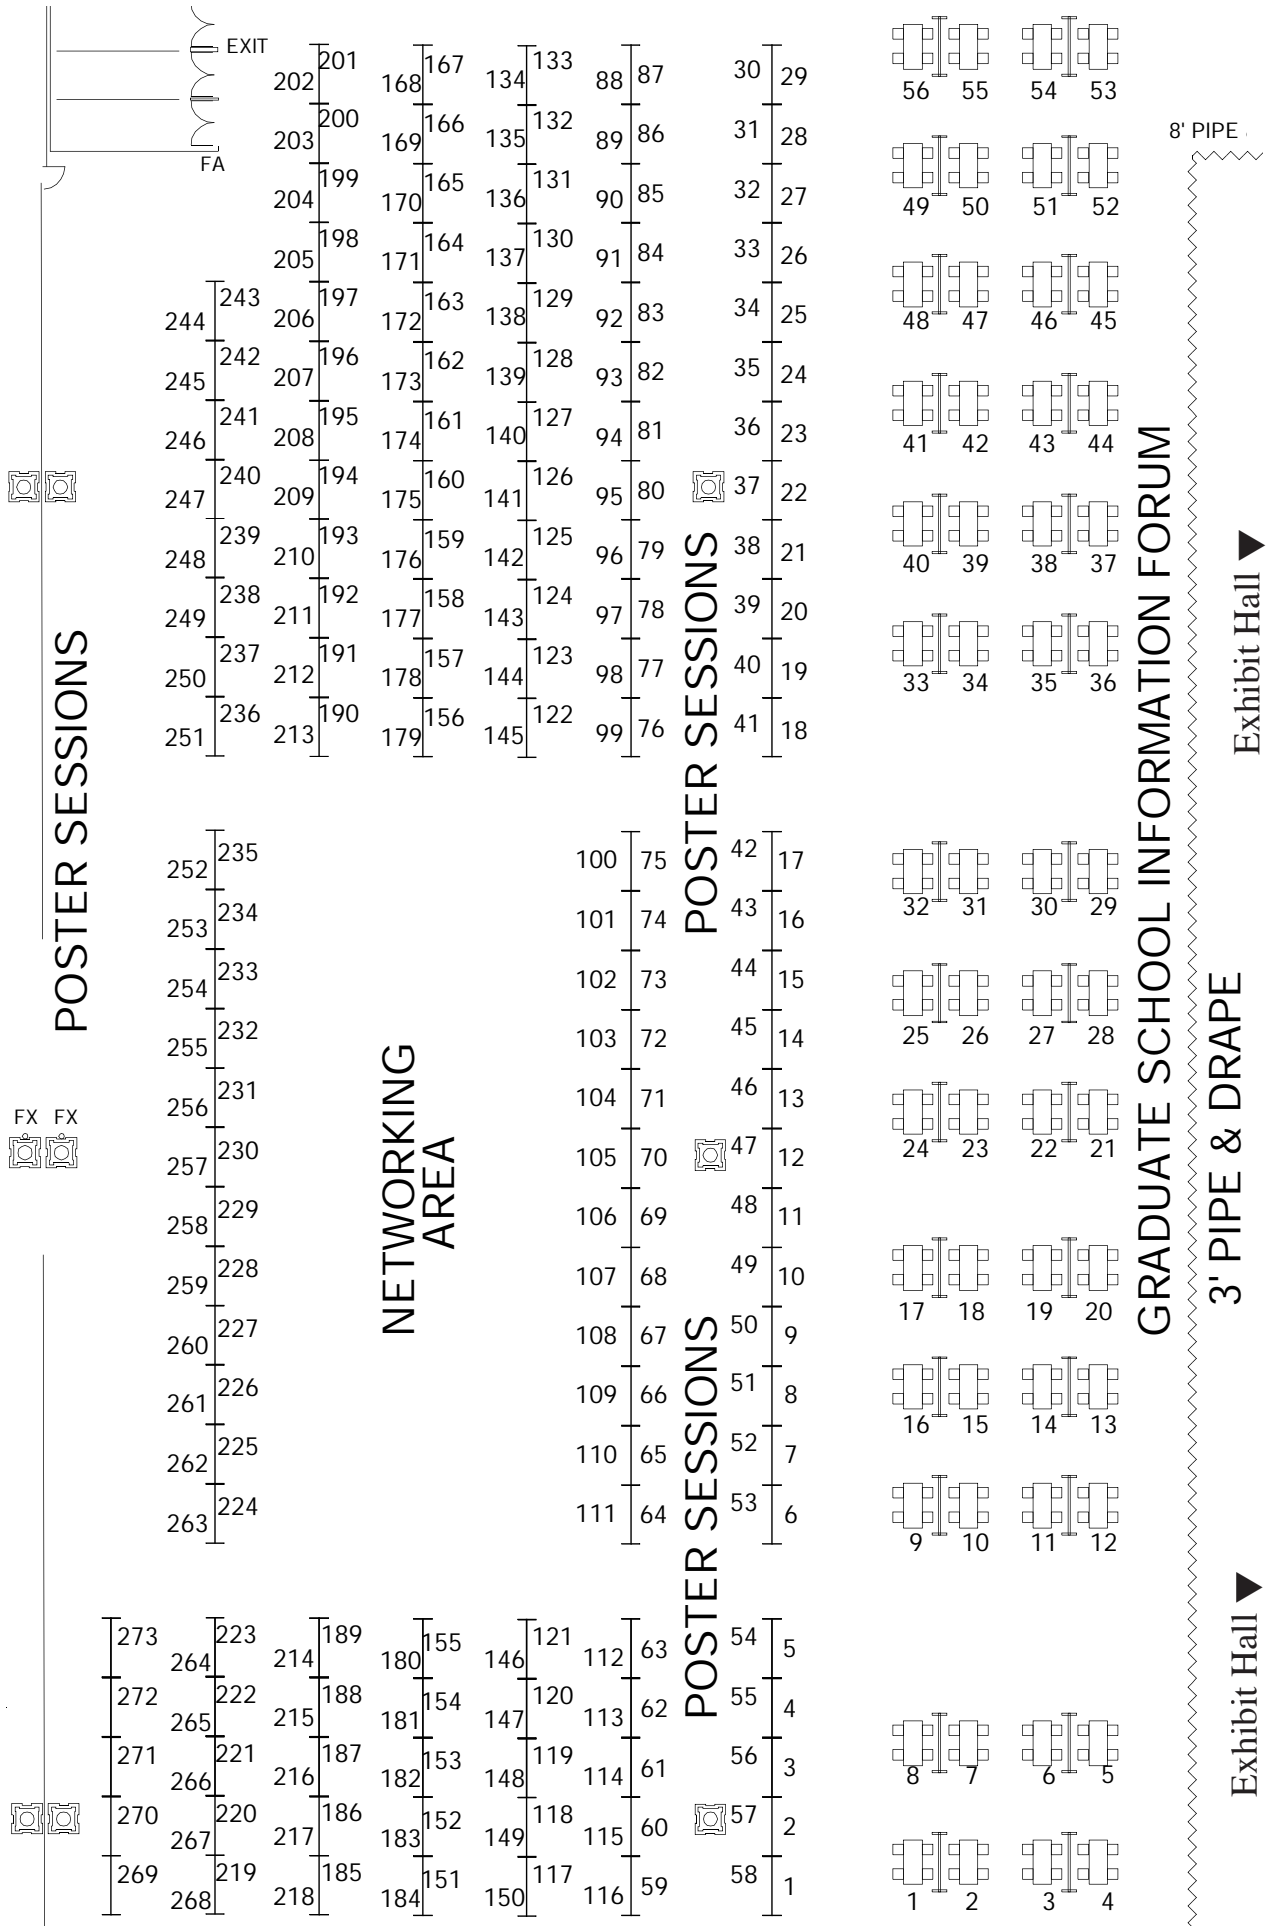 EXIT
FA
8' PIPE
201 167 133 87 30 29
202 168 134 88
56 55 54 53
200 166 132 86 31 28
203 169 135 89
199 165 131 85 32 27
204 170 136 90
49 50 51 52
198 164 130 84 33 26
205 171 137 91
243 197 163 129 83 34 25
244 206 172 138 92
48 47 46 45
242 196 162 128 82 35 24
245 207 173 139 93
241 195 161 127 81 36 23
246 208 174 140 94
41 42 43 44
240 194 160 126 80 37 22
247 209 175 141 95
239 193 159 125 79 38 21
248 210 176 142 96
40 39 38 37
238 192 158 124 78 39 20
249 211 177 143 97
237 191 157 123 77 40 19
250 212 178 144 98
33 34 35 36
236 190 156 122 76 41 18
251 213 179 145 99
POSTER SESSIONS
POSTER SESSIONS
GRADUATE SCHOOL INFORMATION FORUM
Exhibit Hall ▼
235 100 75 42 17
252
32 31 30 29
234 101 74 43 16
253
233 102 73 44 15
254
25 26 27 28
232 103 72 45 14
255
231 104 71 46 13
256
FX FX
24 23 22 21
230 105 70 47 12
257
229 106 69 48 11
258
228 107 68 49 10
259
17 18 19 20
NETWORKING
AREA
3' PIPE & DRAPE
227 108 67 50 9
260
226 109 66 51 8
261
16 15 14 13
225 110 65 52 7
262
224 111 64 53 6
263
9 10 11 12
POSTER SESSIONS
Exhibit Hall ▼
273 223 189 155 121 63 54 5
264 214 180 146 112
272 222 188 154 120 62 55 4
265 215 181 147 113
271 221 187 153 119 61 56 3
266 216 182 148 114
8 7 6 5
270 220 186 152 118 60 57 2
267 217 183 149 115
269 219 185 151 117 59 58 1
268 218 184 150 116
1 2 3 4